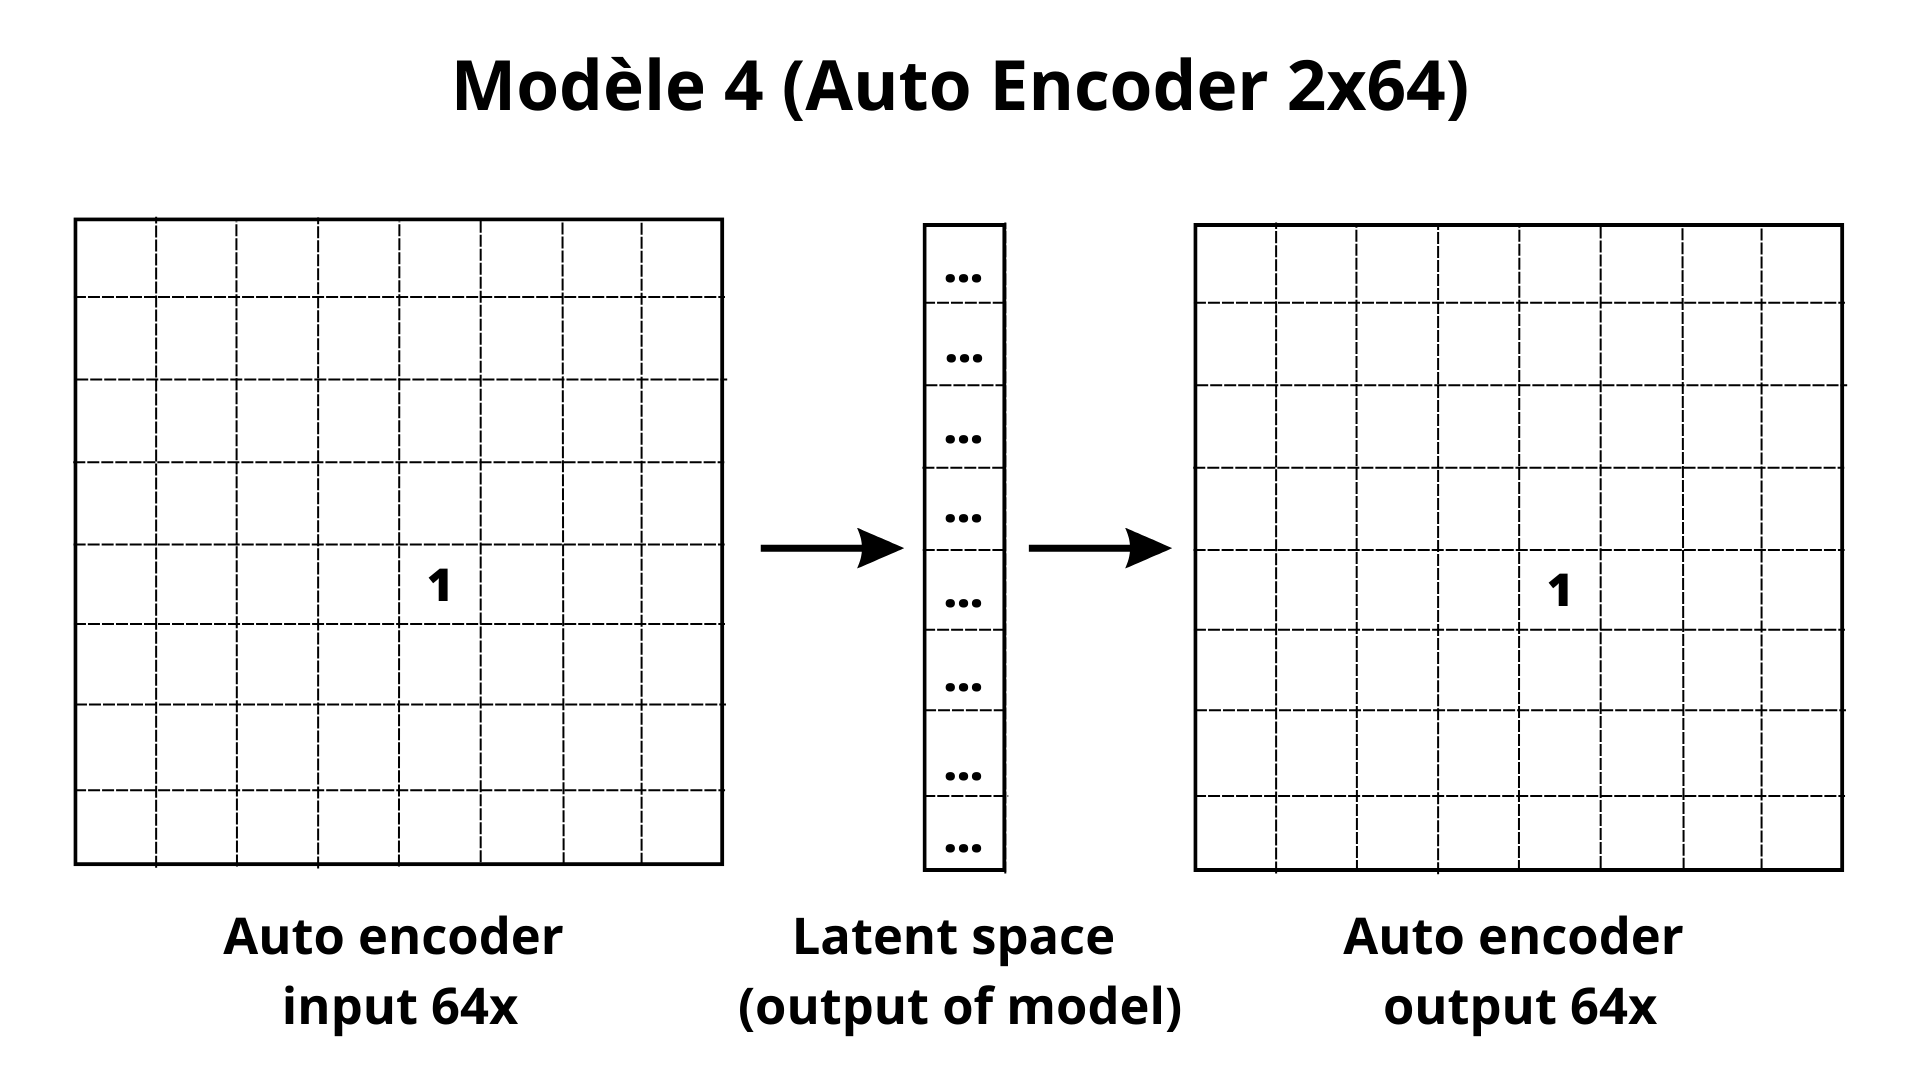 Modèle 4 (Auto Encoder 2x64)
...
...
...
...
1
1
...
...
...
...
Auto encoder
input 64x
Latent space
(output of model)
Auto encoder
output 64x